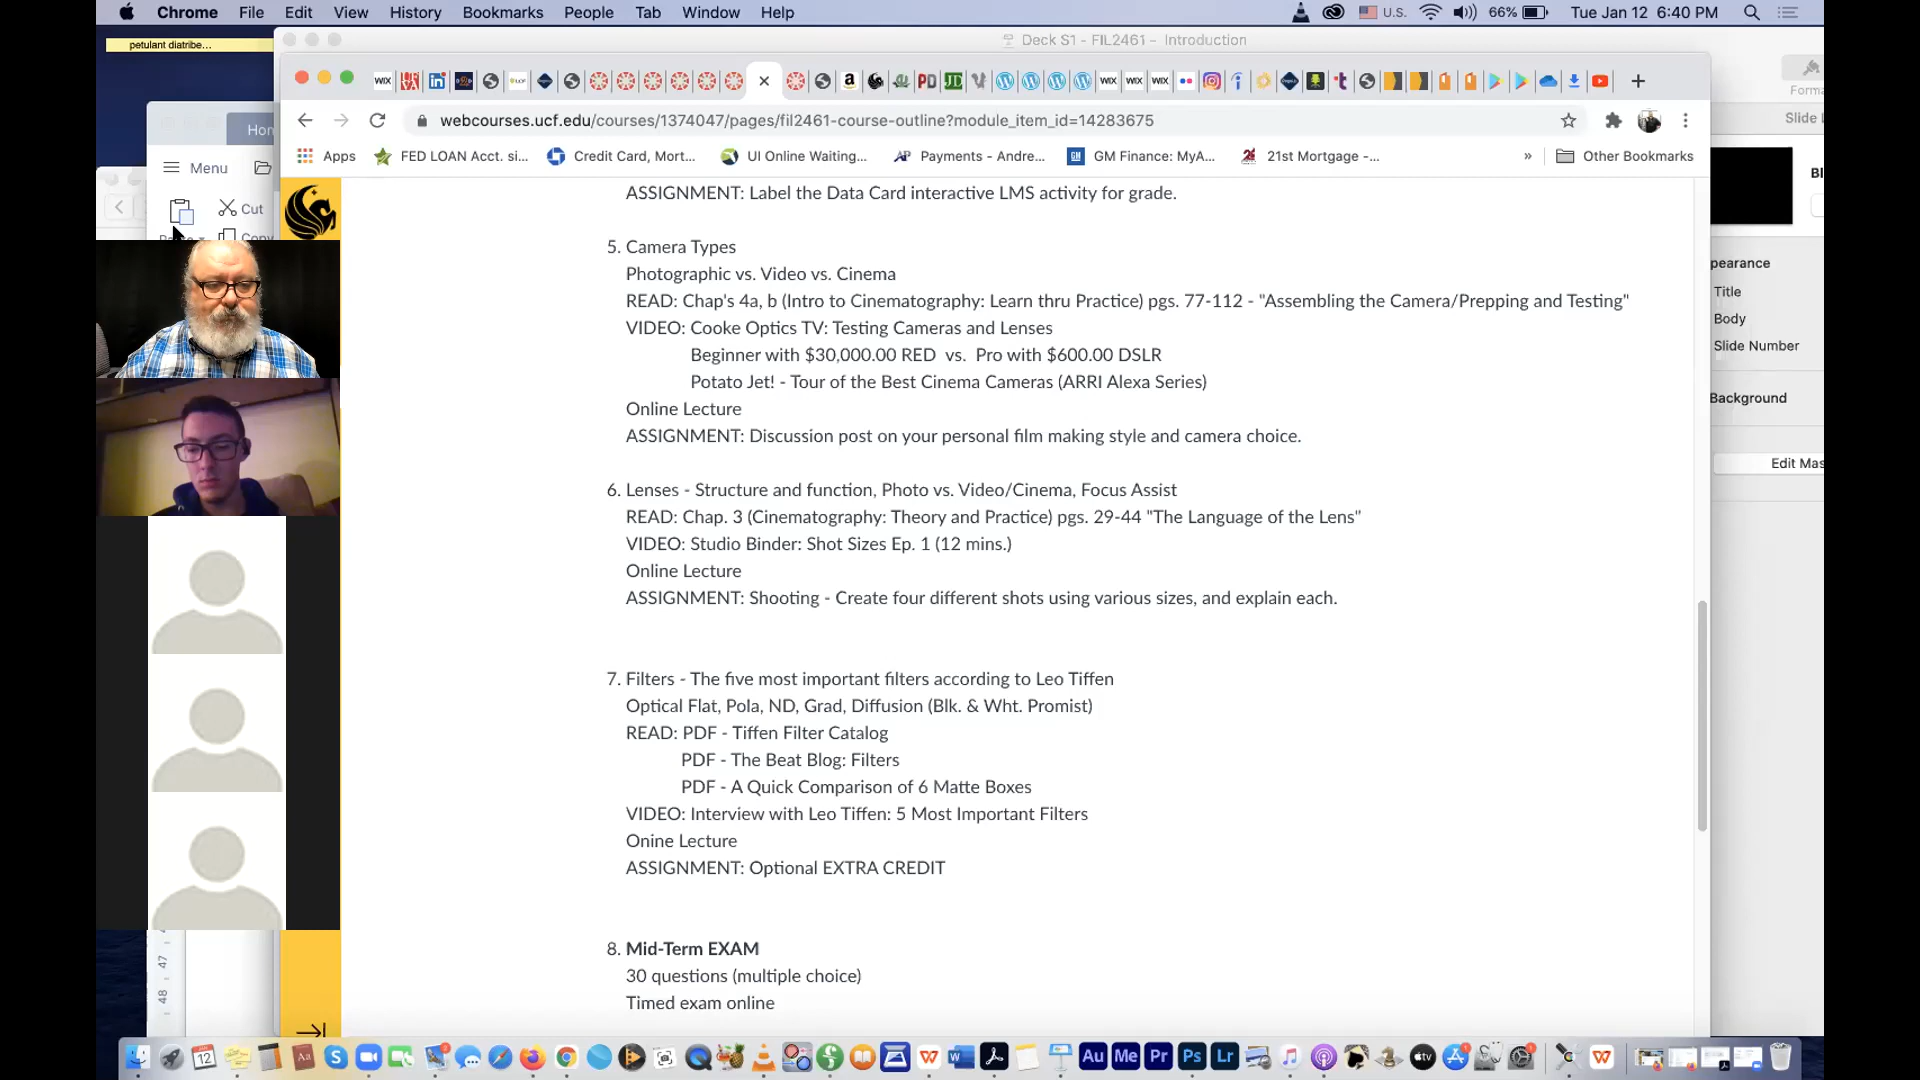 Chrome File Edit View History Bookmarks People Tab Window Help U.S. 66% Tue Jan 12 6:40 PM
petulant diatribe...
Deck S1 - FIL2461 - Introduction
webcourses.ucf.edu/courses/1374047/pages/fil2461-course-outline?module_item_id=14283675
Apps FED LOAN Acct. si... Credit Card, Mort... UI Online Waiting... Payments - Andre... GM Finance: MyA... 21st Mortgage -... » Other Bookmarks
Menu
Cut
Copy
Slide
Title
Body
Slide Number
Background
Edit Mas
ASSIGNMENT: Label the Data Card interactive LMS activity for grade.
5. Camera Types
Photographic vs. Video vs. Cinema
READ: Chap's 4a, b (Intro to Cinematography: Learn thru Practice) pgs. 77-112 - "Assembling the Camera/Prepping and Testing"
VIDEO: Cooke Optics TV: Testing Cameras and Lenses
Beginner with $30,000.00 RED vs. Pro with $600.00 DSLR
Potato Jet! - Tour of the Best Cinema Cameras (ARRI Alexa Series)
Online Lecture
ASSIGNMENT: Discussion post on your personal film making style and camera choice.
6. Lenses - Structure and function, Photo vs. Video/Cinema, Focus Assist
READ: Chap. 3 (Cinematography: Theory and Practice) pgs. 29-44 "The Language of the Lens"
VIDEO: Studio Binder: Shot Sizes Ep. 1 (12 mins.)
Online Lecture
ASSIGNMENT: Shooting - Create four different shots using various sizes, and explain each.
7. Filters - The five most important filters according to Leo Tiffen
Optical Flat, Pola, ND, Grad, Diffusion (Blk. & Wht. Promist)
READ: PDF - Tiffen Filter Catalog
PDF - The Beat Blog: Filters
PDF - A Quick Comparison of 6 Matte Boxes
VIDEO: Interview with Leo Tiffen: 5 Most Important Filters
Onine Lecture
ASSIGNMENT: Optional EXTRA CREDIT
8. Mid-Term EXAM
30 questions (multiple choice)
Timed exam online
47
48